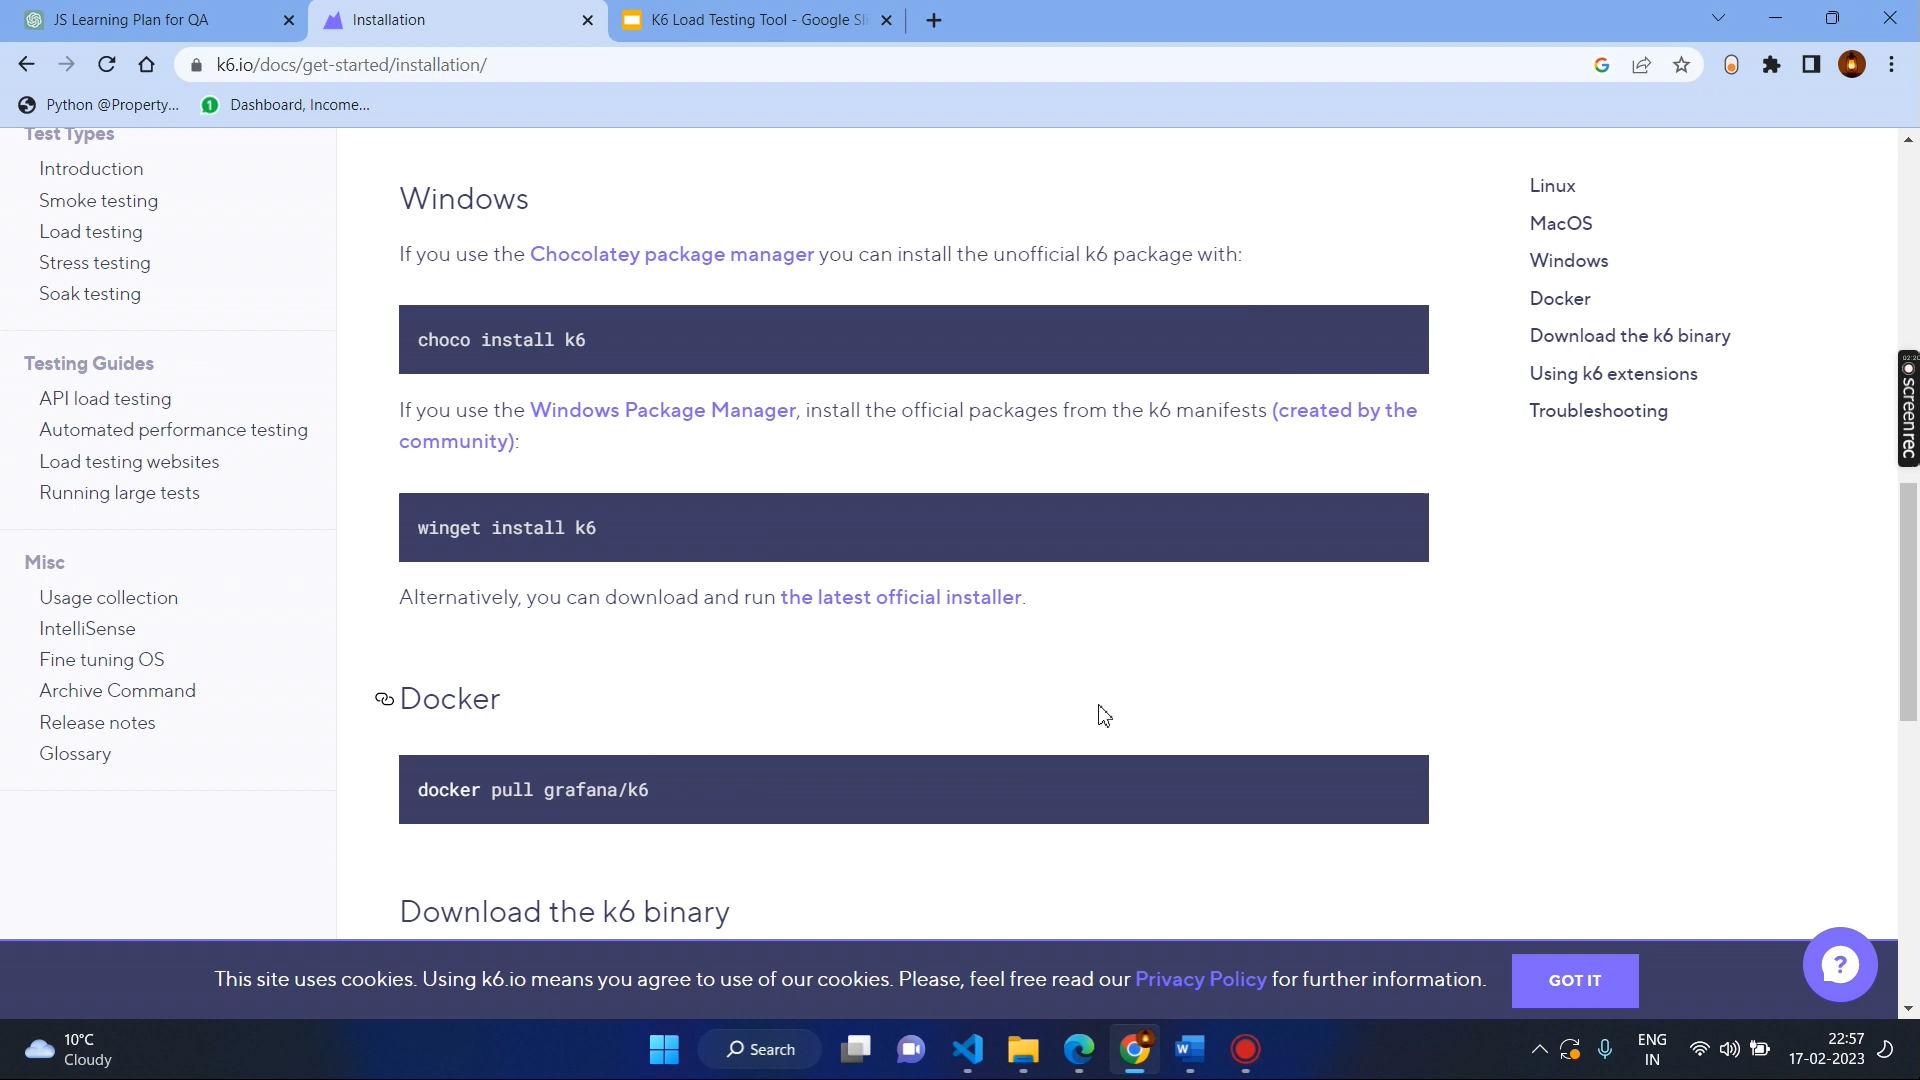 JS Learning Plan for QA
Installation
K6 Load Testing Tool - Google Sli
k6.io/docs/get-started/installation/
Python @Property...
Dashboard, Income...
Test Types
Introduction
Smoke testing
Load testing
Stress testing
Soak testing
Testing Guides
API load testing
Automated performance testing
Load testing websites
Running large tests
Misc
Usage collection
IntelliSense
Fine tuning OS
Archive Command
Release notes
Glossary
Windows
If you use the Chocolatey package manager you can install the unofficial k6 package with:
choco install k6
If you use the Windows Package Manager, install the official packages from the k6 manifests (created by the
community):
winget install k6
Alternatively, you can download and run the latest official installer.
Docker
docker pull grafana/k6
Download the k6 binary
Linux
MacOS
Windows
Docker
Download the k6 binary
Using k6 extensions
Troubleshooting
screenrec
This site uses cookies. Using k6.io means you agree to use of our cookies. Please, feel free read our Privacy Policy for further information.
GOT IT
?
10°C
Cloudy
Search
ENG
IN
22:57
17-02-2023